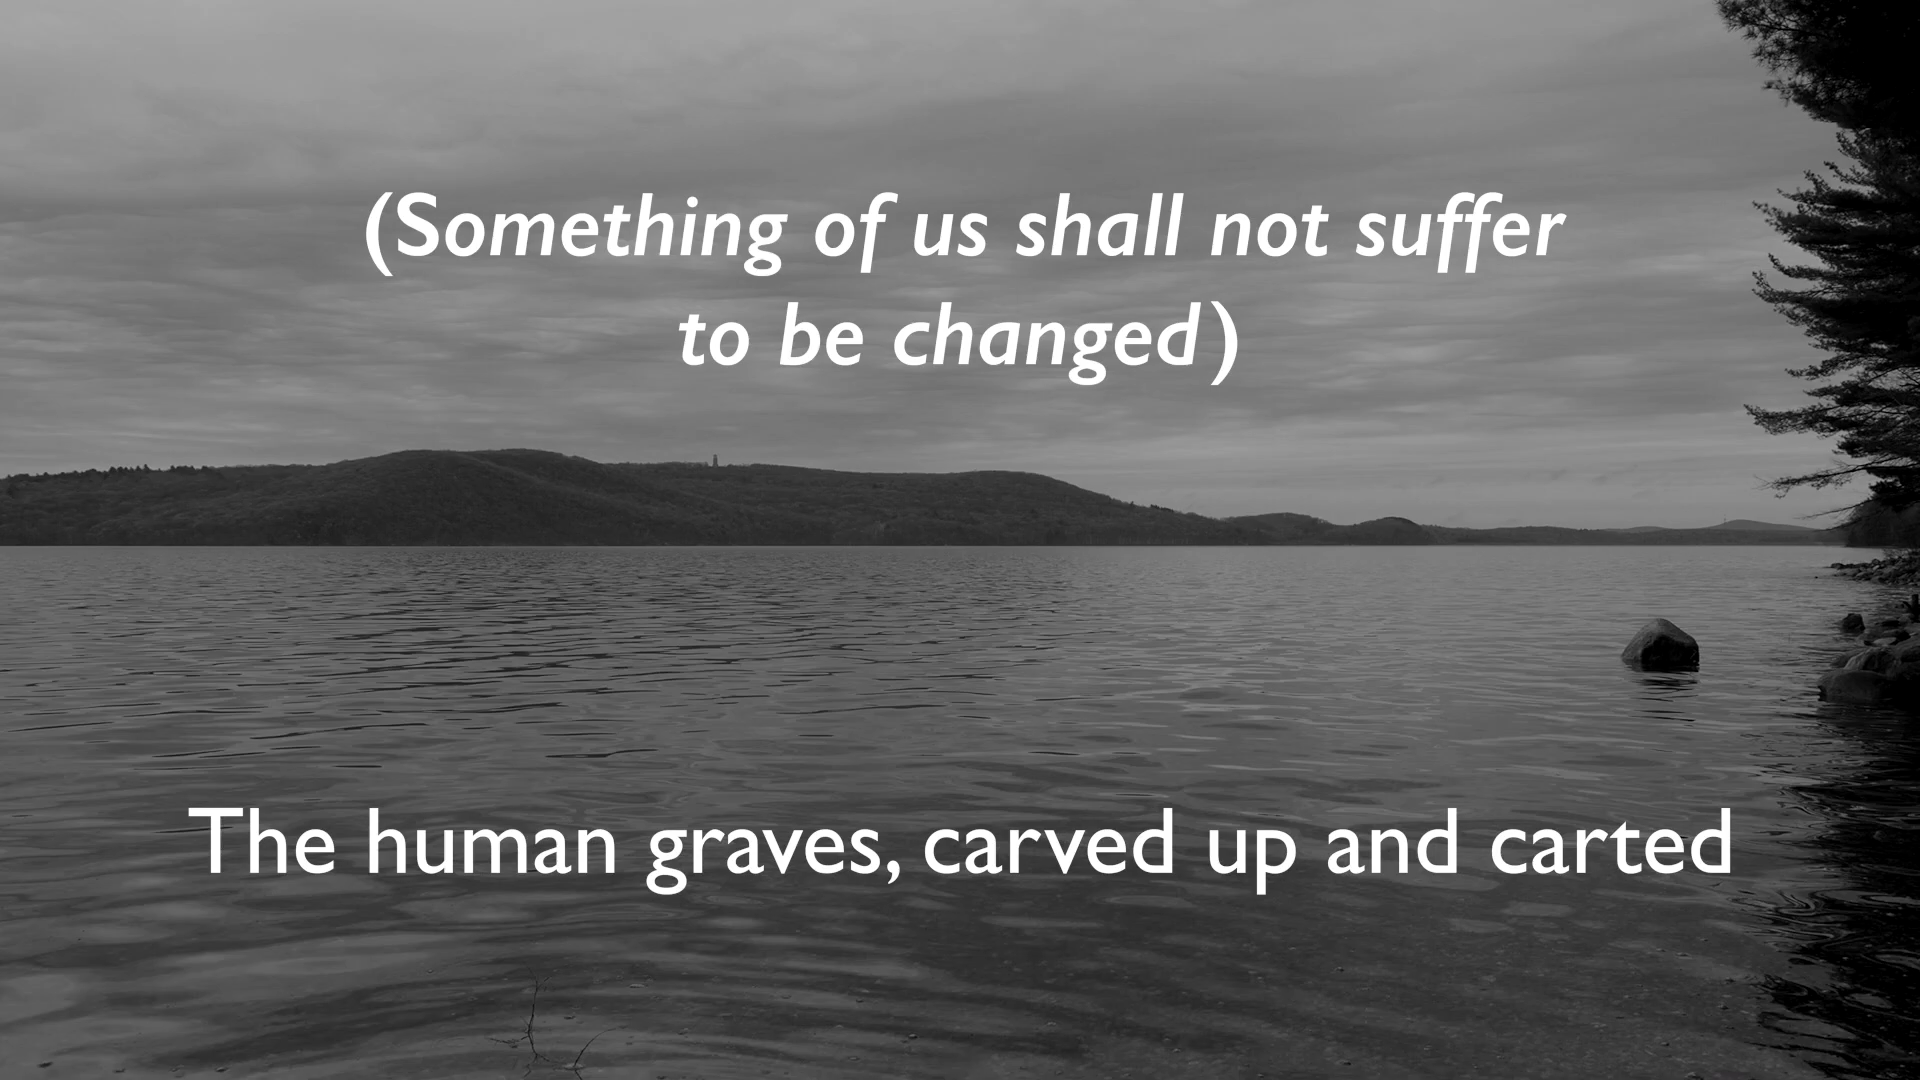 (Something of us shall not suffer
to be changed)
The human graves, carved up and carted